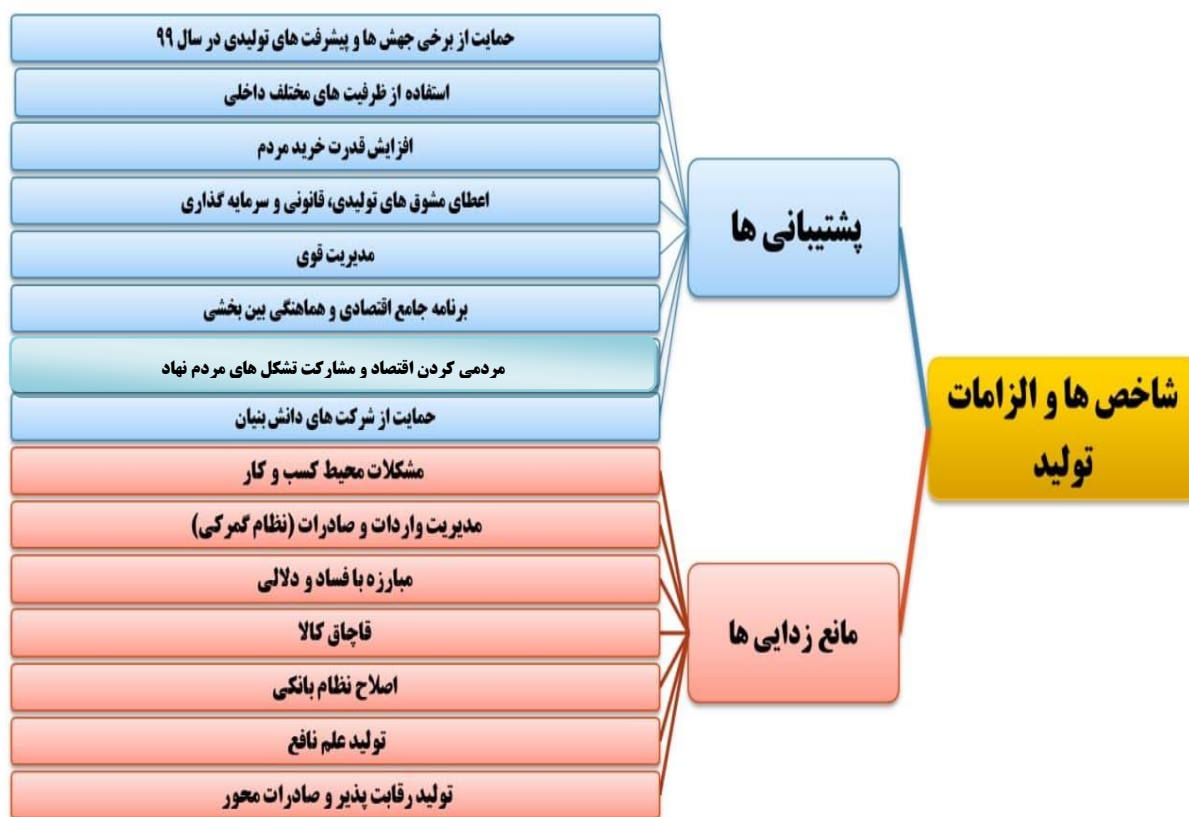 شاخص ها و الزامات
تولید
پشتیبانی ها
حمایت از برخی جهش ها و پیشرفت های تولیدی در سال ۹۹
استفاده از ظرفیت های مختلف داخلی
افزایش قدرت خرید مردم
اعطای مشوق های تولیدی، قانونی و سرمایه گذاری
مدیریت قوی
برنامه جامع اقتصادی و هماهنگی بین بخشی
مردمی کردن اقتصاد و مشارکت تشکل های مردم نهاد
حمایت از شرکت های دانش بنیان
مانع زدایی ها
مشکلات محیط کسب و کار
مدیریت واردات و صادرات (نظام گمرکی)
مبارزه با فساد و دلالی
قاچاق کالا
اصلاح نظام بانکی
تولید علم نافع
تولید رقابت پذیر و صادرات محور